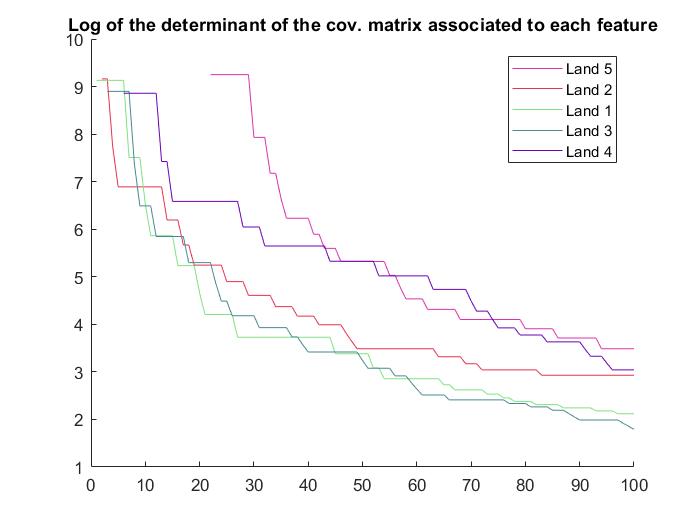 Log of the determinant of the cov. matrix associated to each feature
10
9
8
7
6
5
4
3
2
1
0 10 20 30 40 50 60 70 80 90 100
Land 5
Land 2
Land 1
Land 3
Land 4